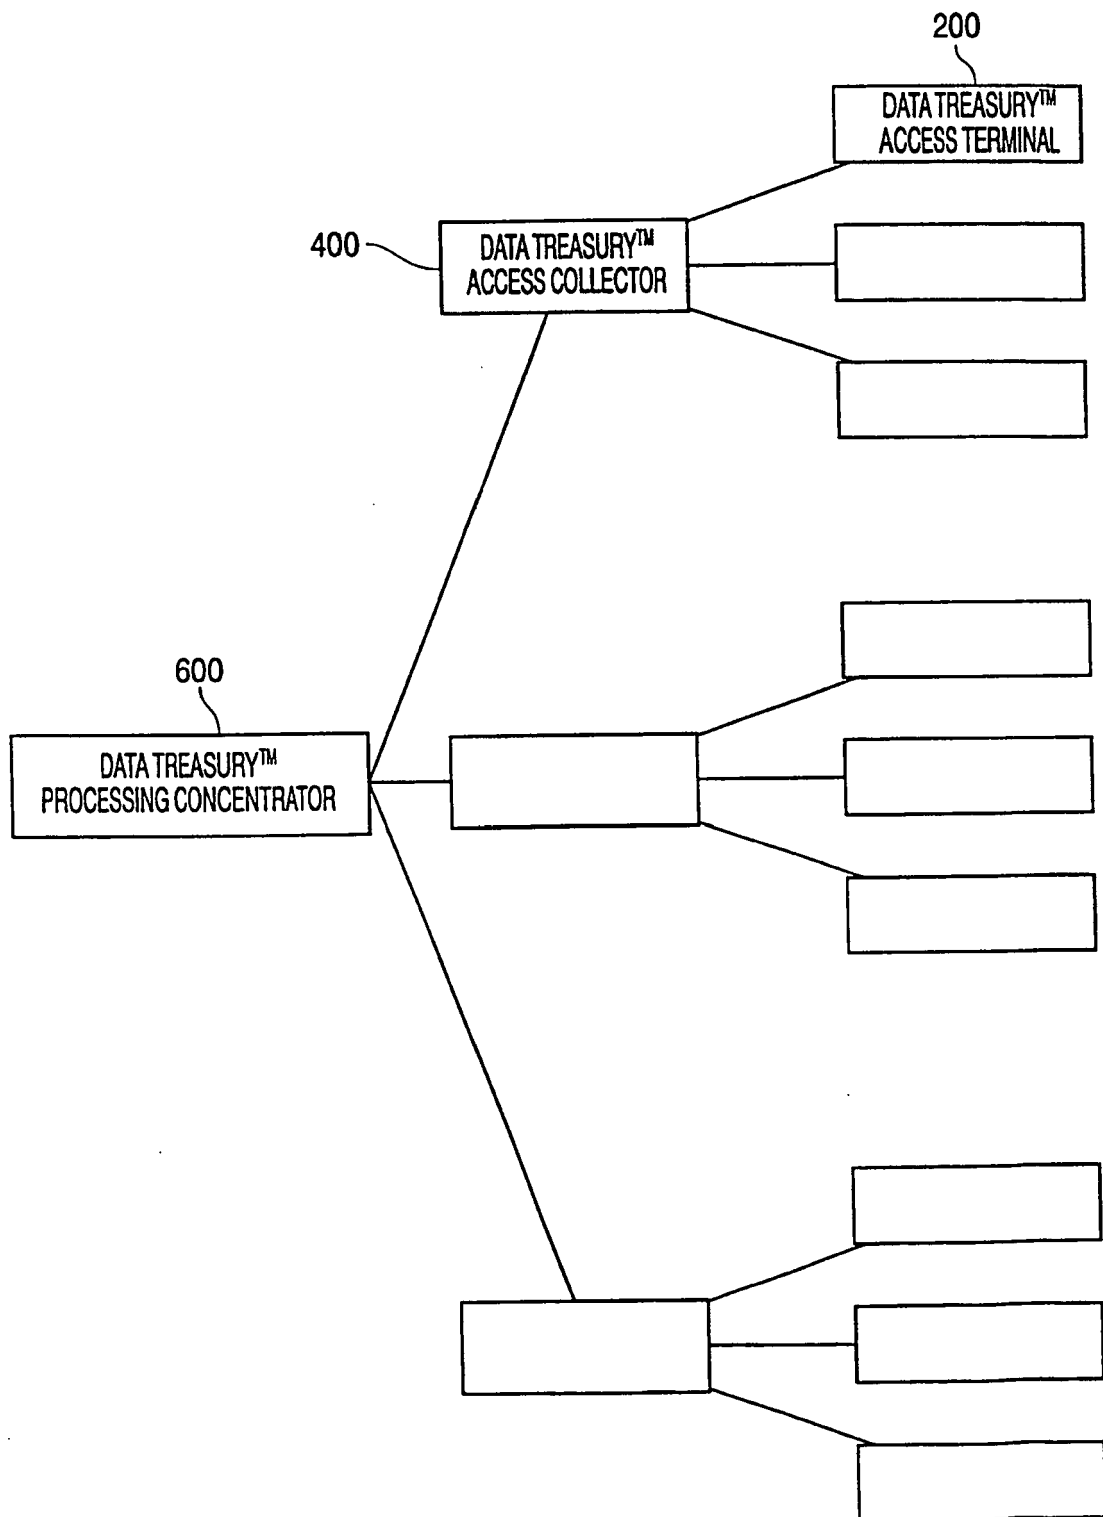 200
DATA TREASURY™
ACCESS TERMINAL
400
DATA TREASURY™
ACCESS COLLECTOR
600
DATA TREASURY™
PROCESSING CONCENTRATOR